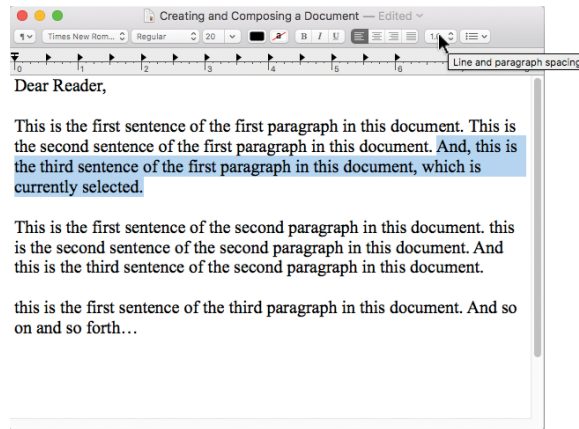 Creating and Composing a Document — Edited
¶ Times New Rom... Regular 20 a B I U 1.0
0 1 2 3 4 5 6
Line and paragraph spacing
Dear Reader,
This is the first sentence of the first paragraph in this document. This is
the second sentence of the first paragraph in this document. And, this is
the third sentence of the first paragraph in this document, which is
currently selected.
This is the first sentence of the second paragraph in this document. this
is the second sentence of the second paragraph in this document. And
this is the third sentence of the second paragraph in this document.
this is the first sentence of the third paragraph in this document. And so
on and so forth…